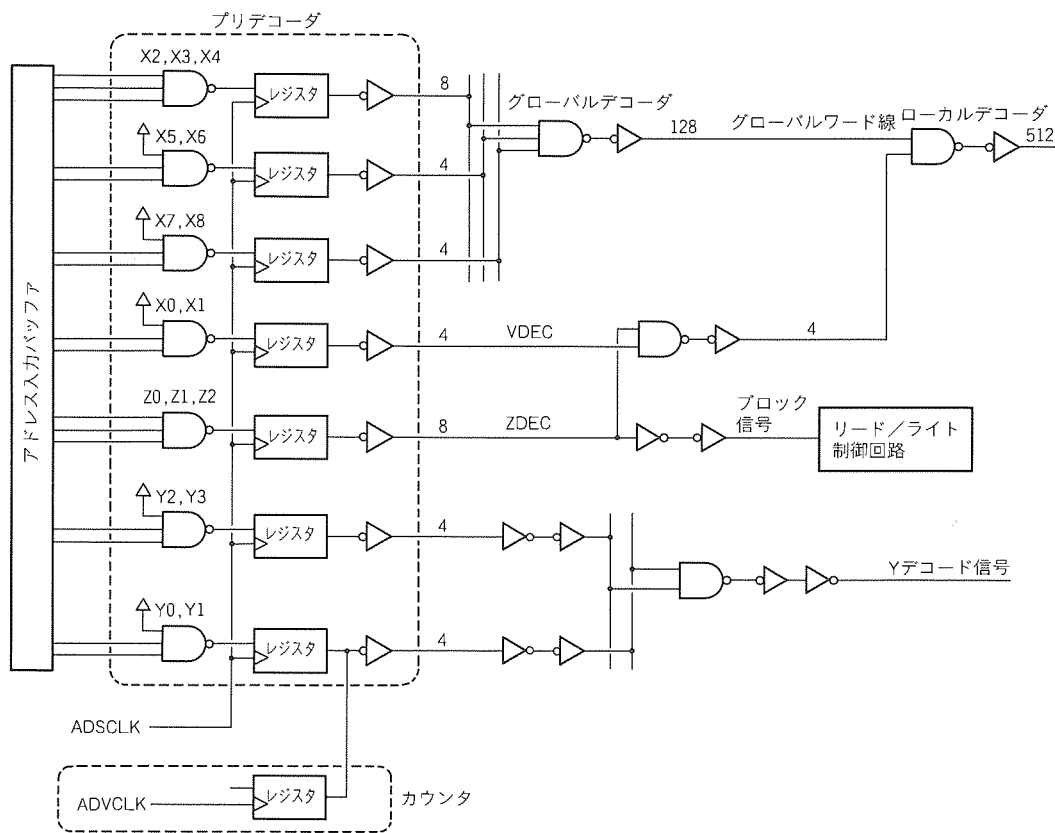 プリデコーダ
X2,X3,X4
レジスタ
8
グローバルデコーダ
128
グローバルワード線
ローカルデコーダ
512
X5,X6
レジスタ
4
X7,X8
レジスタ
4
アドレス入力バッファ
X0,X1
レジスタ
4
VDEC
4
Z0,Z1,Z2
レジスタ
8
ZDEC
ブロック
信号
リード／ライト
制御回路
Y2,Y3
レジスタ
4
Yデコード信号
Y0,Y1
レジスタ
4
ADSCLK
レジスタ
ADVCLK
カウンタ